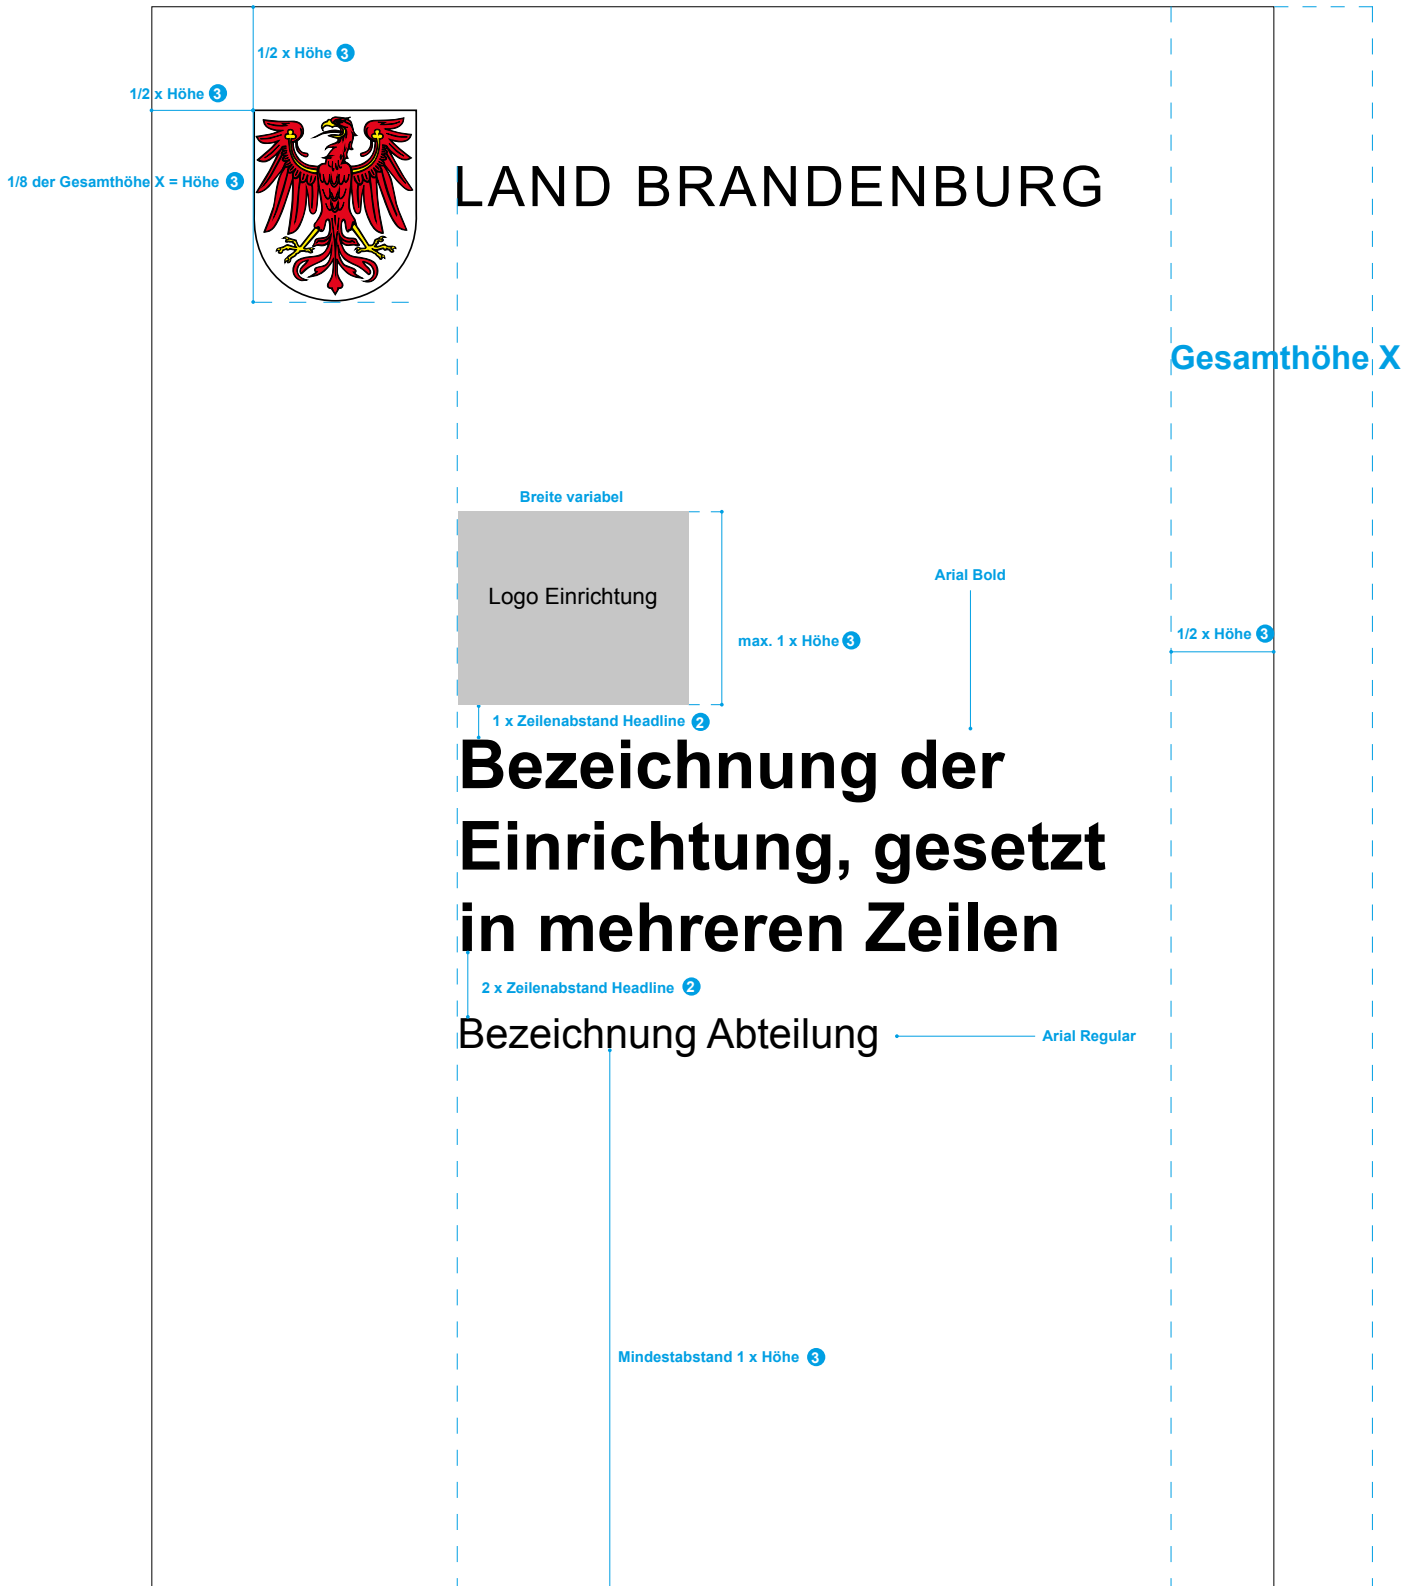 1/2 x Höhe 3
1/2 x Höhe 3
1/8 der Gesamthöhe X = Höhe 3
LAND BRANDENBURG
Gesamthöhe X
Breite variabel
Logo Einrichtung
Arial Bold
max. 1 x Höhe 3
1/2 x Höhe 3
1 x Zeilenabstand Headline 2
Bezeichnung der
Einrichtung, gesetzt
in mehreren Zeilen
2 x Zeilenabstand Headline 2
Bezeichnung Abteilung
Arial Regular
Mindestabstand 1 x Höhe 3